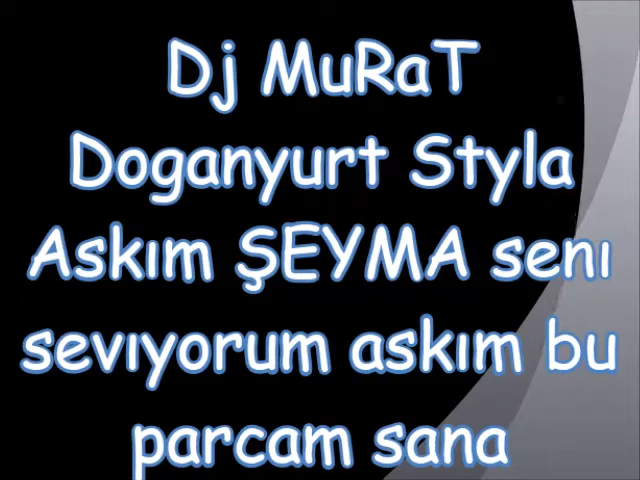 Dj MuRaT
Doganyurt Styla
Askım ŞEYMA senı
sevıyorum askım bu
parcam sana